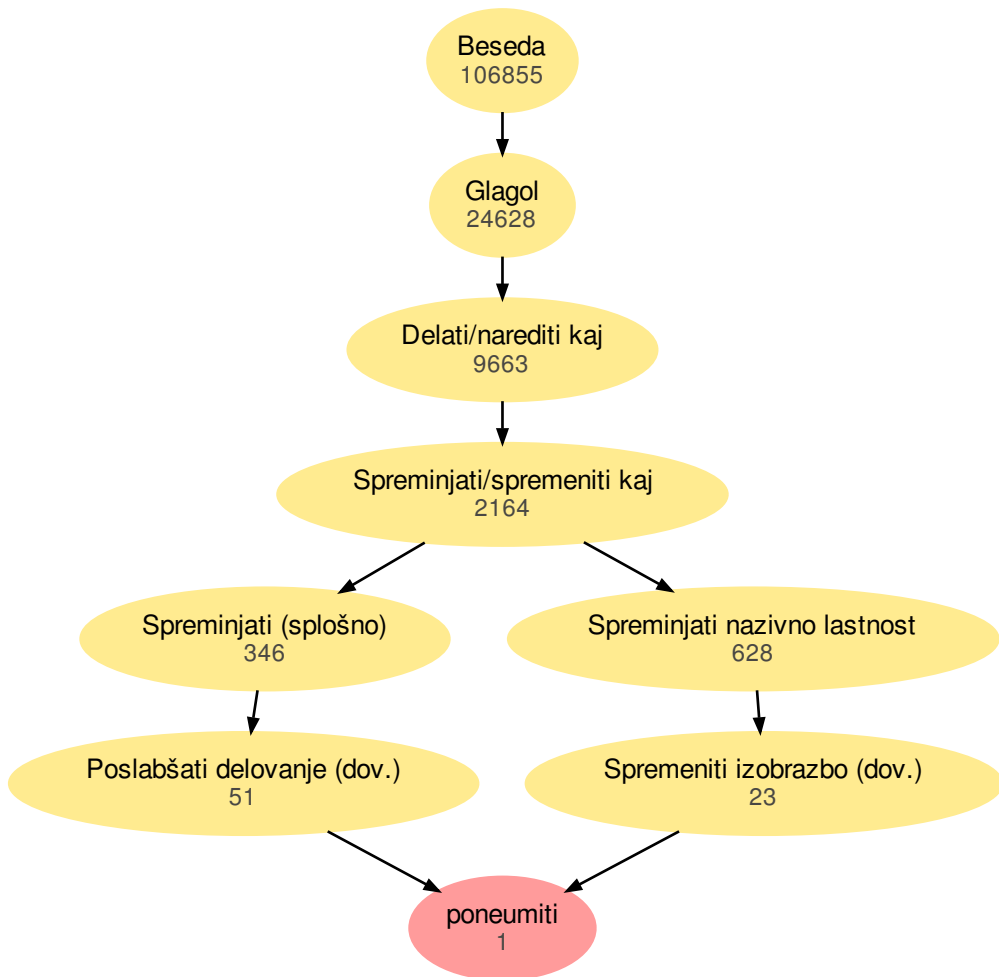 Beseda
106855
Glagol
24628
Delati/narediti kaj
9663
Spreminjati/spremeniti kaj
2164
Spreminjati (splošno)
346
Spreminjati nazivno lastnost
628
Poslabšati delovanje (dov.)
51
Spremeniti izobrazbo (dov.)
23
poneumiti
1